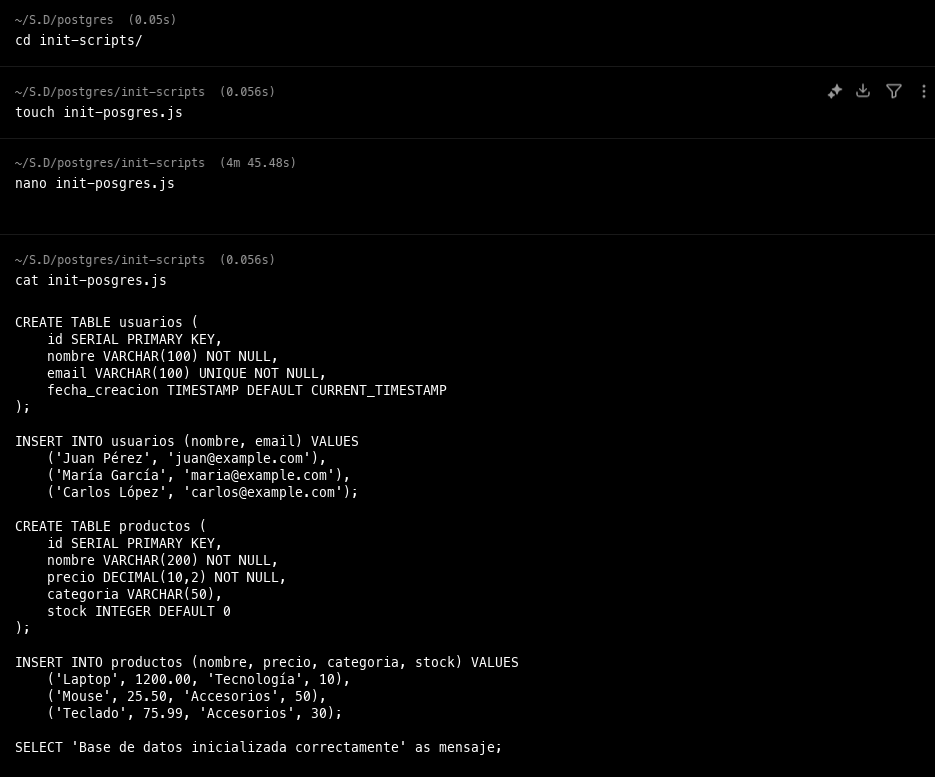 ~/S.D/postgres (0.05s)
cd init-scripts/
~/S.D/postgres/init-scripts (0.056s)
touch init-posgres.js
~/S.D/postgres/init-scripts (4m 45.48s)
nano init-posgres.js
~/S.D/postgres/init-scripts (0.056s)
cat init-posgres.js
CREATE TABLE usuarios (
    id SERIAL PRIMARY KEY,
    nombre VARCHAR(100) NOT NULL,
    email VARCHAR(100) UNIQUE NOT NULL,
    fecha_creacion TIMESTAMP DEFAULT CURRENT_TIMESTAMP
);
INSERT INTO usuarios (nombre, email) VALUES
    ('Juan Pérez', 'juan@example.com'),
    ('María García', 'maria@example.com'),
    ('Carlos López', 'carlos@example.com');
CREATE TABLE productos (
    id SERIAL PRIMARY KEY,
    nombre VARCHAR(200) NOT NULL,
    precio DECIMAL(10,2) NOT NULL,
    categoria VARCHAR(50),
    stock INTEGER DEFAULT 0
);
INSERT INTO productos (nombre, precio, categoria, stock) VALUES
    ('Laptop', 1200.00, 'Tecnología', 10),
    ('Mouse', 25.50, 'Accesorios', 50),
    ('Teclado', 75.99, 'Accesorios', 30);
SELECT 'Base de datos inicializada correctamente' as mensaje;